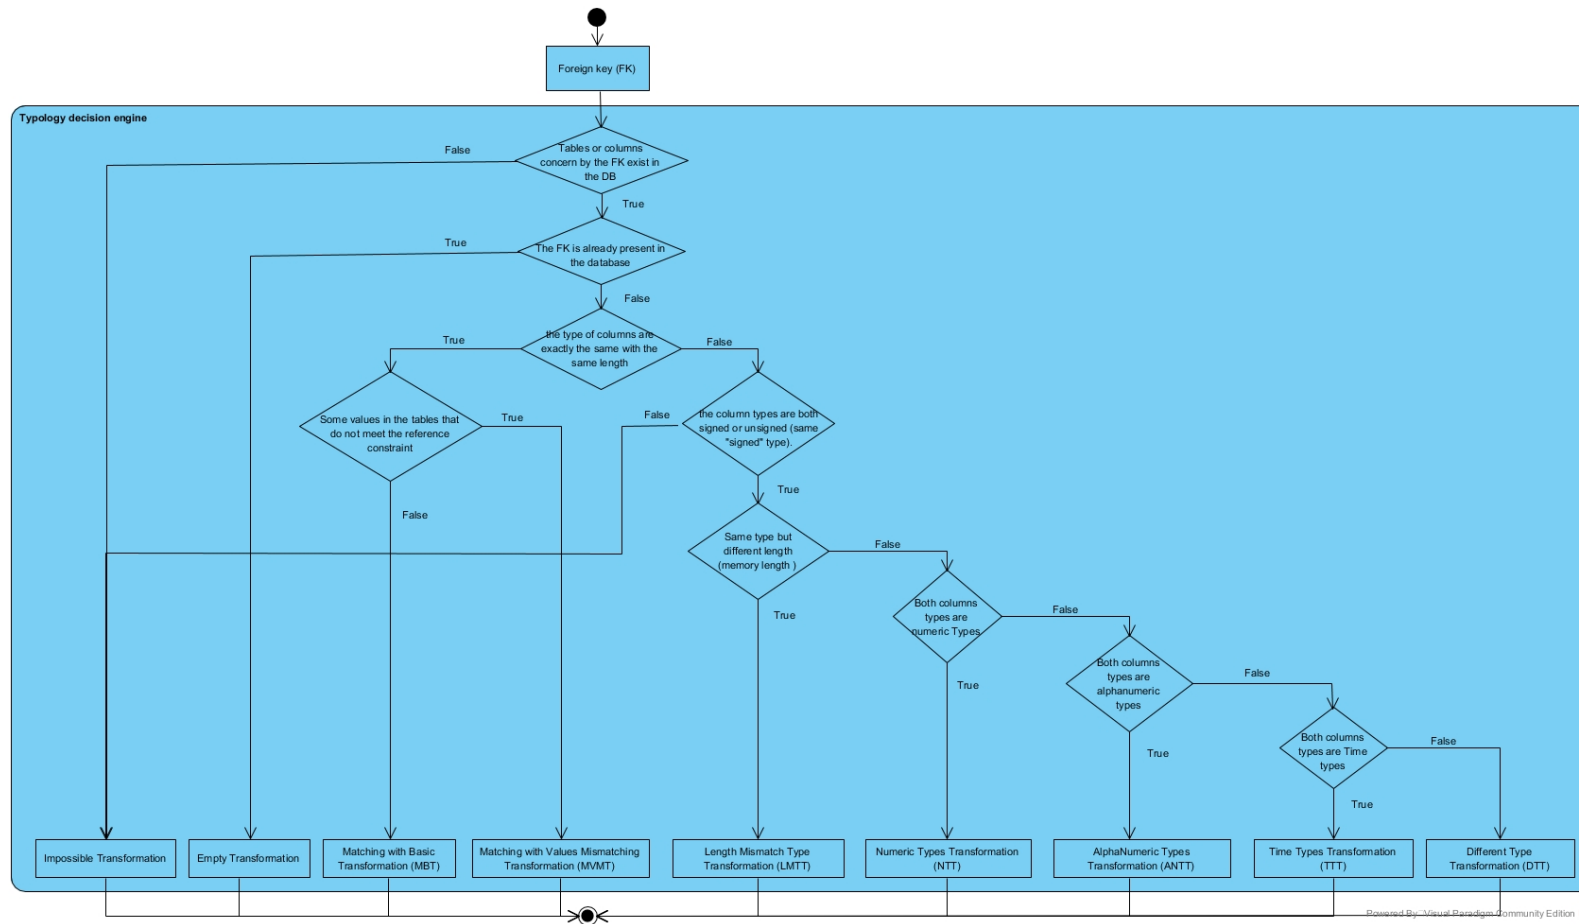 Foreign key (FK)
Typology decision engine
Tables or columns
concern by the FK exist in
the DB
False
True
The FK is already present in
the database
True
False
the type of columns are
exactly the same with the
same length
True
False
Some values in the tables that
do not meet the reference
constraint
True
False
the column types are both
signed or unsigned (same
"signed" type).
False
True
Same type but
different length
(memory length )
False
True
Both columns
types are
numeric Types
False
True
Both columns
types are
alphanumeric
types
False
True
Both columns
types are Time
types
False
True
Impossible Transformation
Empty Transformation
Matching with Basic
Transformation (MBT)
Matching with Values Mismatching
Transformation (MVMT)
Length Mismatch Type
Transformation (LMTT)
Numeric Types Transformation
(NTT)
AlphaNumeric Types
Transformation (ANTT)
Time Types Transformation
(TTT)
Different Type
Transformation (DTT)
Powered By Visual Paradigm Community Edition